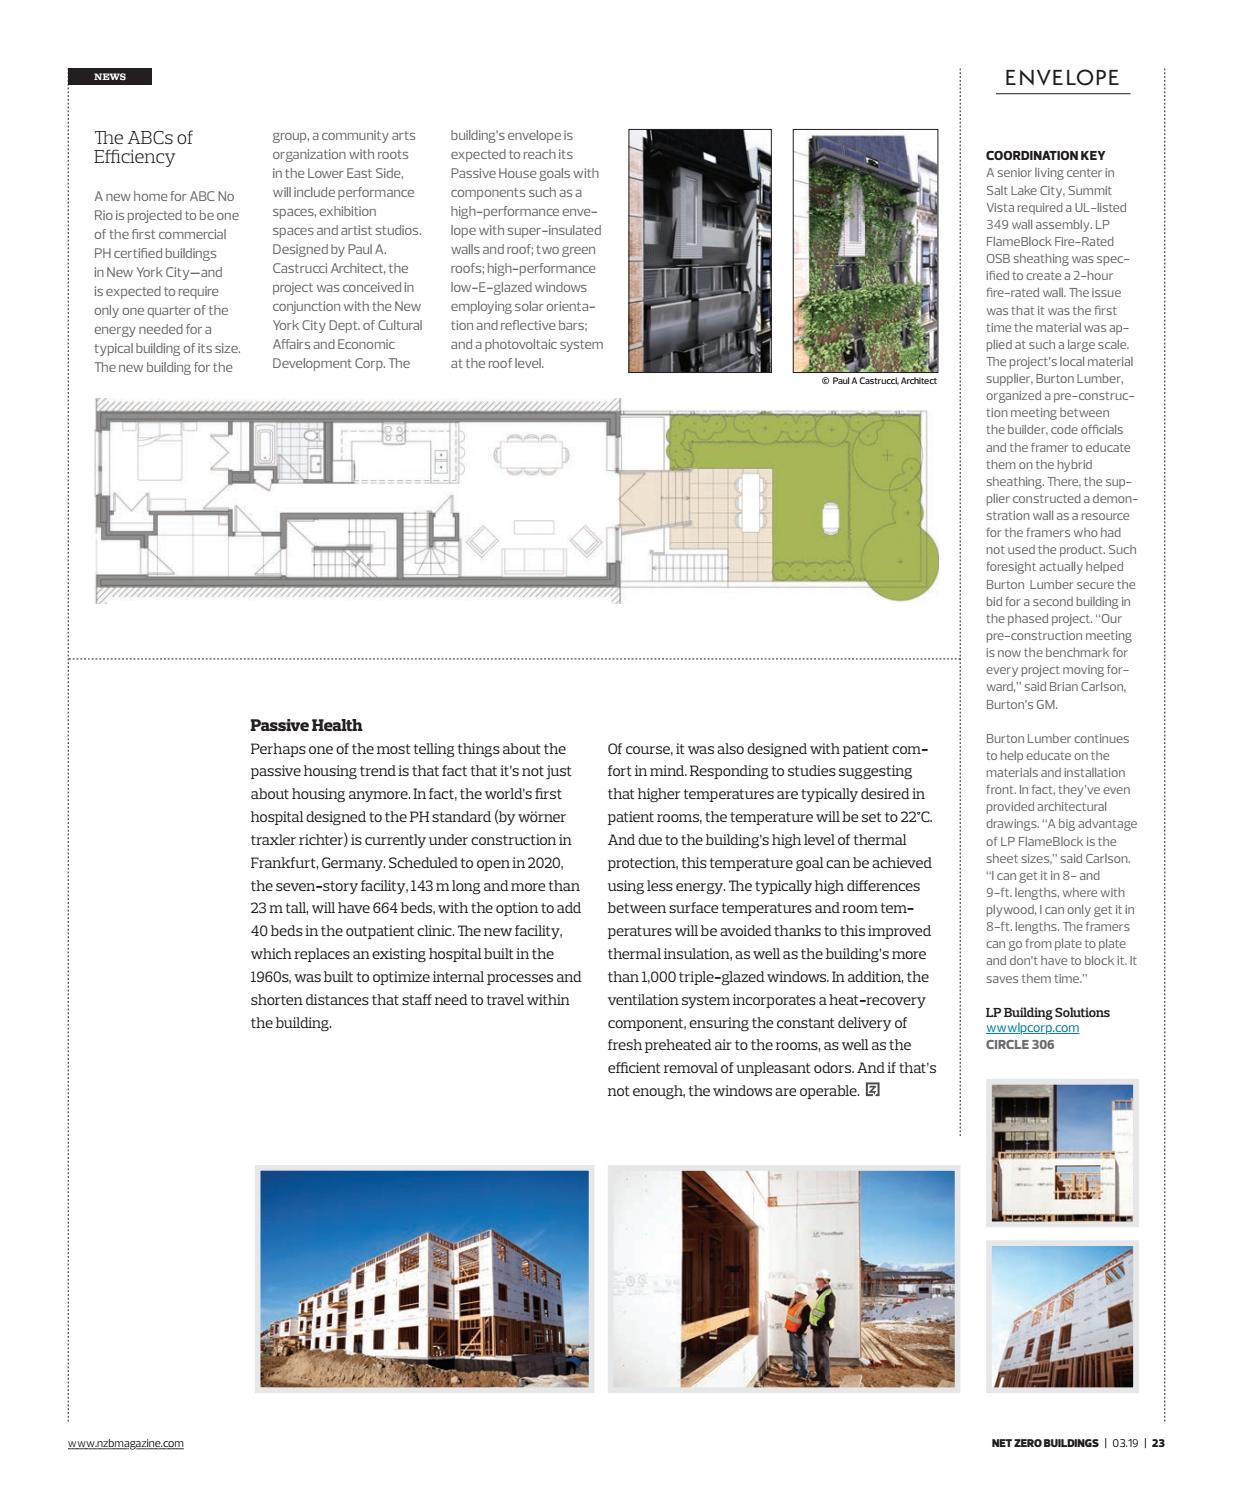 NEWS
The ABCs of
Efficiency
A new home for ABC No
Rio is projected to be one
of the first commercial
PH certified buildings
in New York City—and
is expected to require
only one quarter of the
energy needed for a
typical building of its size.
The new building for the
group, a community arts
organization with roots
in the Lower East Side,
will include performance
spaces, exhibition
spaces and artist studios.
Designed by Paul A.
Castrucci Architect, the
project was conceived in
conjunction with the New
York City Dept. of Cultural
Affairs and Economic
Development Corp. The
building's envelope is
expected to reach its
Passive House goals with
components such as a
high-performance enve-
lope with super-insulated
walls and roof; two green
roofs; high-performance
low-E-glazed windows
employing solar orienta-
tion and reflective bars;
and a photovoltaic system
at the roof level.
© Paul A Castrucci, Architect
Passive Health
Perhaps one of the most telling things about the
passive housing trend is that fact that it's not just
about housing anymore. In fact, the world's first
hospital designed to the PH standard (by wörner
traxler richter) is currently under construction in
Frankfurt, Germany. Scheduled to open in 2020,
the seven-story facility, 143 m long and more than
23 m tall, will have 664 beds, with the option to add
40 beds in the outpatient clinic. The new facility,
which replaces an existing hospital built in the
1960s, was built to optimize internal processes and
shorten distances that staff need to travel within
the building.
Of course, it was also designed with patient com-
fort in mind. Responding to studies suggesting
that higher temperatures are typically desired in
patient rooms, the temperature will be set to 22°C.
And due to the building's high level of thermal
protection, this temperature goal can be achieved
using less energy. The typically high differences
between surface temperatures and room tem-
peratures will be avoided thanks to this improved
thermal insulation, as well as the building's more
than 1,000 triple-glazed windows. In addition, the
ventilation system incorporates a heat-recovery
component, ensuring the constant delivery of
fresh preheated air to the rooms, as well as the
efficient removal of unpleasant odors. And if that's
not enough, the windows are operable.
ENVELOPE
COORDINATION KEY
A senior living center in
Salt Lake City, Summit
Vista required a UL-listed
349 wall assembly. LP
FlameBlock Fire-Rated
OSB sheathing was spec-
ified to create a 2-hour
fire-rated wall. The issue
was that it was the first
time the material was ap-
plied at such a large scale.
The project's local material
supplier, Burton Lumber,
organized a pre-construc-
tion meeting between
the builder, code officials
and the framer to educate
them on the hybrid
sheathing. There, the sup-
plier constructed a demon-
stration wall as a resource
for the framers who had
not used the product. Such
foresight actually helped
Burton Lumber secure the
bid for a second building in
the phased project. "Our
pre-construction meeting
is now the benchmark for
every project moving for-
ward," said Brian Carlson,
Burton's GM.
Burton Lumber continues
to help educate on the
materials and installation
front. In fact, they've even
provided architectural
drawings. "A big advantage
of LP FlameBlock is the
sheet sizes," said Carlson.
"I can get it in 8- and
9-ft. lengths, where with
plywood, I can only get it in
8-ft. lengths. The framers
can go from plate to plate
and don't have to block it. It
saves them time."
LP Building Solutions
wwwlpcorp.com
CIRCLE 306
www.nzbmagazine.com
NET ZERO BUILDINGS | 03.19 | 23